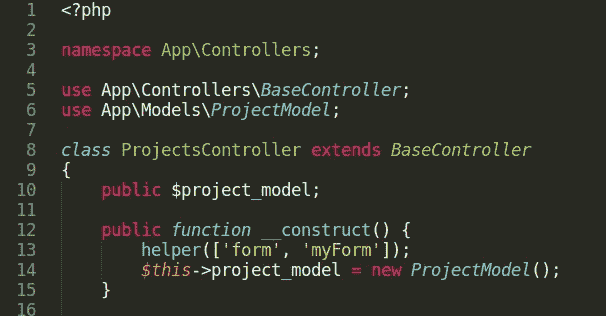 1 <?php
2
3 namespace App\Controllers;
4
5 use App\Controllers\BaseController;
6 use App\Models\ProjectModel;
7
8 class ProjectsController extends BaseController
9 {
10     public $project_model;
11
12     public function __construct() {
13         helper(['form', 'myForm']);
14         $this->project_model = new ProjectModel();
15     }
16